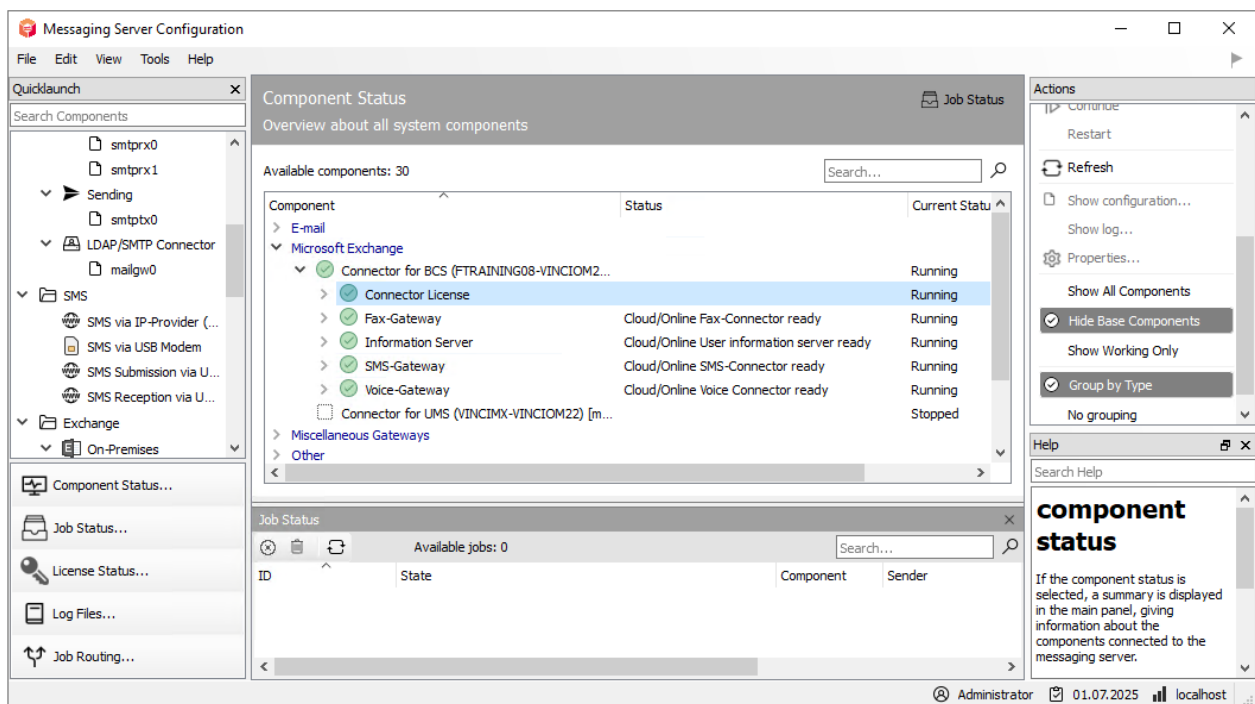 Messaging Server Configuration
File Edit View Tools Help
Quicklaunch
Search Components
smtprx0
smtprx1
Sending
smtptx0
LDAP/SMTP Connector
mailgw0
SMS
SMS via IP-Provider (...
SMS via USB Modem
SMS Submission via U...
SMS Reception via U...
Exchange
On-Premises
Component Status...
Job Status...
License Status...
Log Files...
Job Routing...
Component Status
Job Status
Overview about all system components
Available components: 30
Search...
Component Status Current Statu
E-mail
Microsoft Exchange
Connector for BCS (FTRAINING08-VINCIOM2... Running
Connector License Running
Fax-Gateway Cloud/Online Fax-Connector ready Running
Information Server Cloud/Online User information server ready Running
SMS-Gateway Cloud/Online SMS-Connector ready Running
Voice-Gateway Cloud/Online Voice Connector ready Running
Connector for UMS (VINCIMX-VINCIOM22) [m... Stopped
Miscellaneous Gateways
Other
Job Status
Available jobs: 0
Search...
ID State Component Sender
Actions
Continue
Restart
Refresh
Show configuration...
Show log...
Properties...
Show All Components
Hide Base Components
Show Working Only
Group by Type
No grouping
Help
Search Help
component
status
If the component status is
selected, a summary is displayed
in the main panel, giving
information about the
components connected to the
messaging server.
Administrator 01.07.2025 localhost